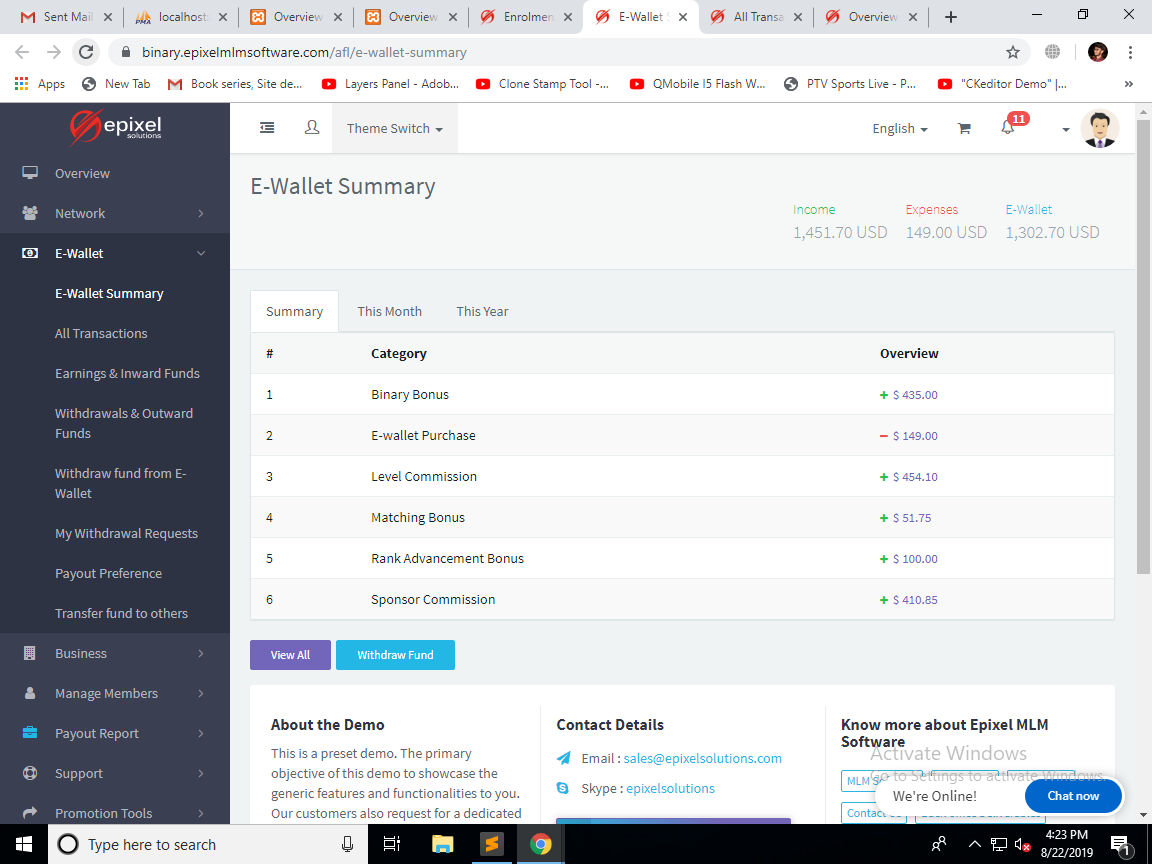 Sent Mail
localhost
Overview
Overview
Enrolmen
E-Wallet S
All Transa
Overview
binary.epixelmlmsoftware.com/afl/e-wallet-summary
Apps
New Tab
Book series, Site de...
Layers Panel - Adob...
Clone Stamp Tool -...
QMobile I5 Flash W...
PTV Sports Live - P...
"CKeditor Demo" |...
»
epixel
solutions
Theme Switch
English
11
Overview
Network
E-Wallet
E-Wallet Summary
All Transactions
Earnings & Inward Funds
Withdrawals & Outward
Funds
Withdraw fund from E-
Wallet
My Withdrawal Requests
Payout Preference
Transfer fund to others
Business
Manage Members
Payout Report
Support
Promotion Tools
E-Wallet Summary
Income
Expenses
E-Wallet
1,451.70 USD
149.00 USD
1,302.70 USD
Summary
This Month
This Year
# Category Overview
1 Binary Bonus + $ 435.00
2 E-wallet Purchase − $ 149.00
3 Level Commission + $ 454.10
4 Matching Bonus + $ 51.75
5 Rank Advancement Bonus + $ 100.00
6 Sponsor Commission + $ 410.85
View All
Withdraw Fund
About the Demo
This is a preset demo. The primary
objective of this demo to showcase the
generic features and functionalities to you.
Our customers also request for a dedicated
Contact Details
Email : sales@epixelsolutions.com
Skype : epixelsolutions
Know more about Epixel MLM
Software
Activate Windows
Go to Settings to activate Windows.
MLM S
Contact Us
We're Online!
Chat now
Type here to search
4:23 PM
8/22/2019
1